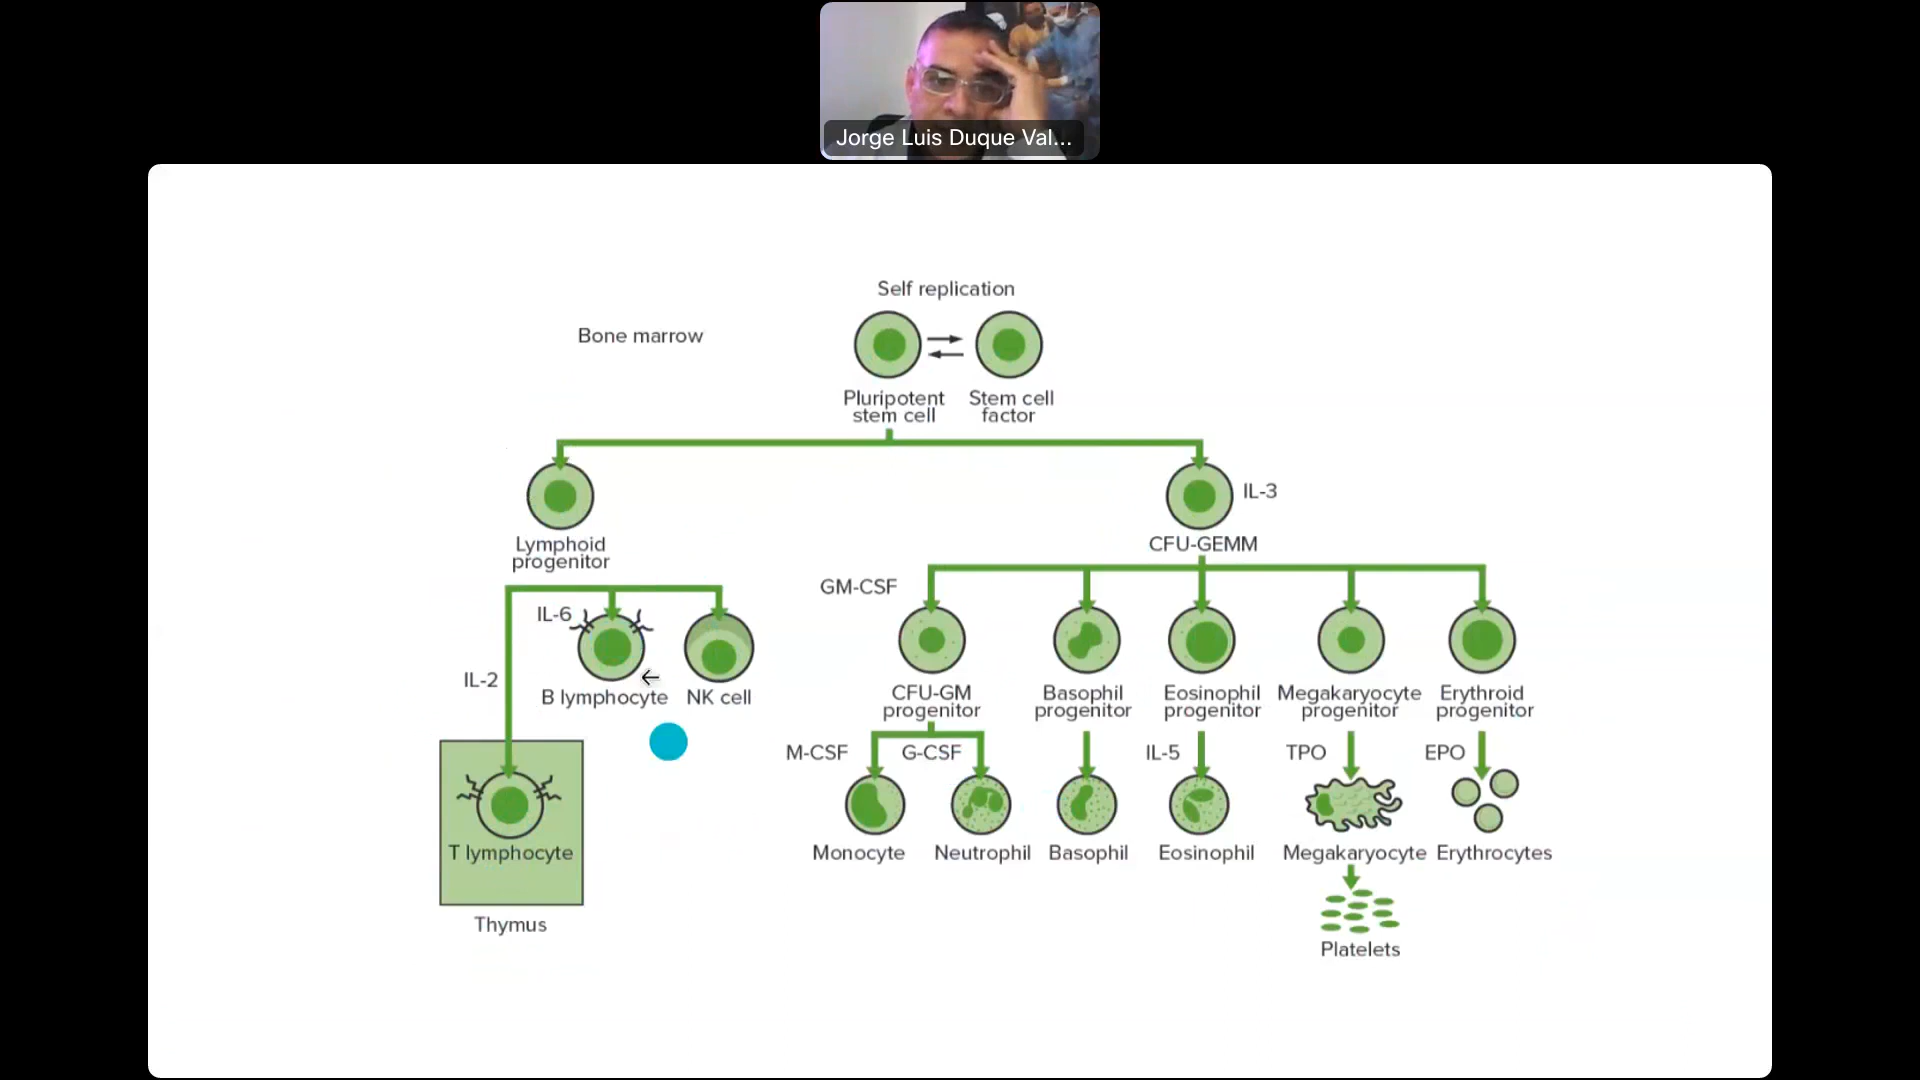 Jorge Luis Duque Val...
Self replication
Bone marrow
Pluripotent
stem cell
Stem cell
factor
Lymphoid
progenitor
IL-3
CFU-GEMM
GM-CSF
IL-6
IL-2
B lymphocyte
NK cell
CFU-GM
progenitor
Basophil
progenitor
Eosinophil
progenitor
Megakaryocyte
progenitor
Erythroid
progenitor
M-CSF
G-CSF
IL-5
TPO
EPO
T lymphocyte
Monocyte
Neutrophil
Basophil
Eosinophil
Megakaryocyte
Erythrocytes
Thymus
Platelets